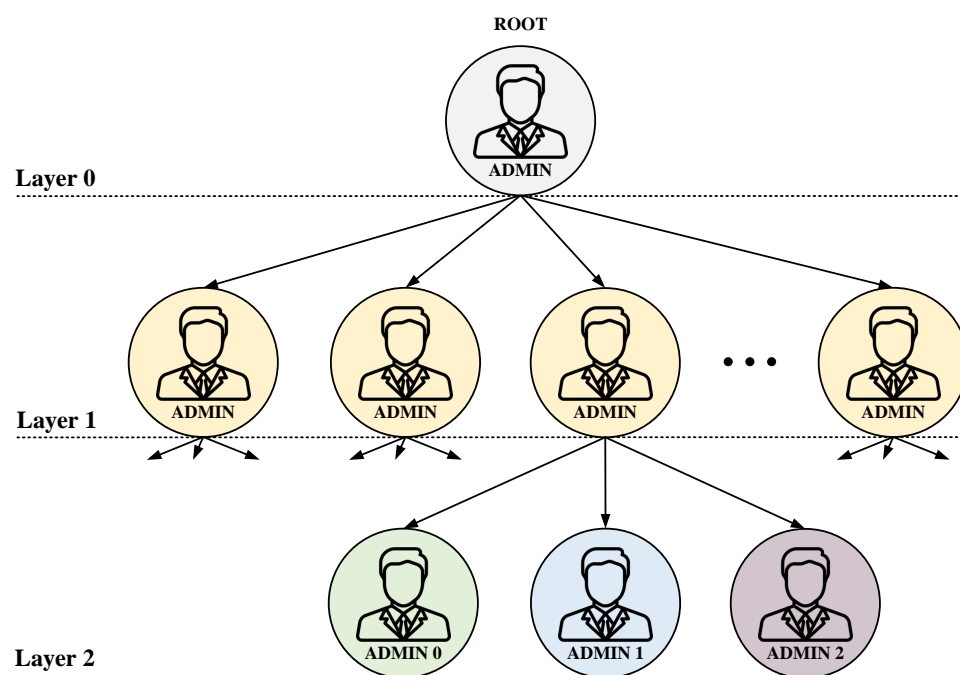 ROOT
ADMIN
Layer 0
ADMIN
ADMIN
ADMIN
ADMIN
Layer 1
ADMIN 0
ADMIN 1
ADMIN 2
Layer 2